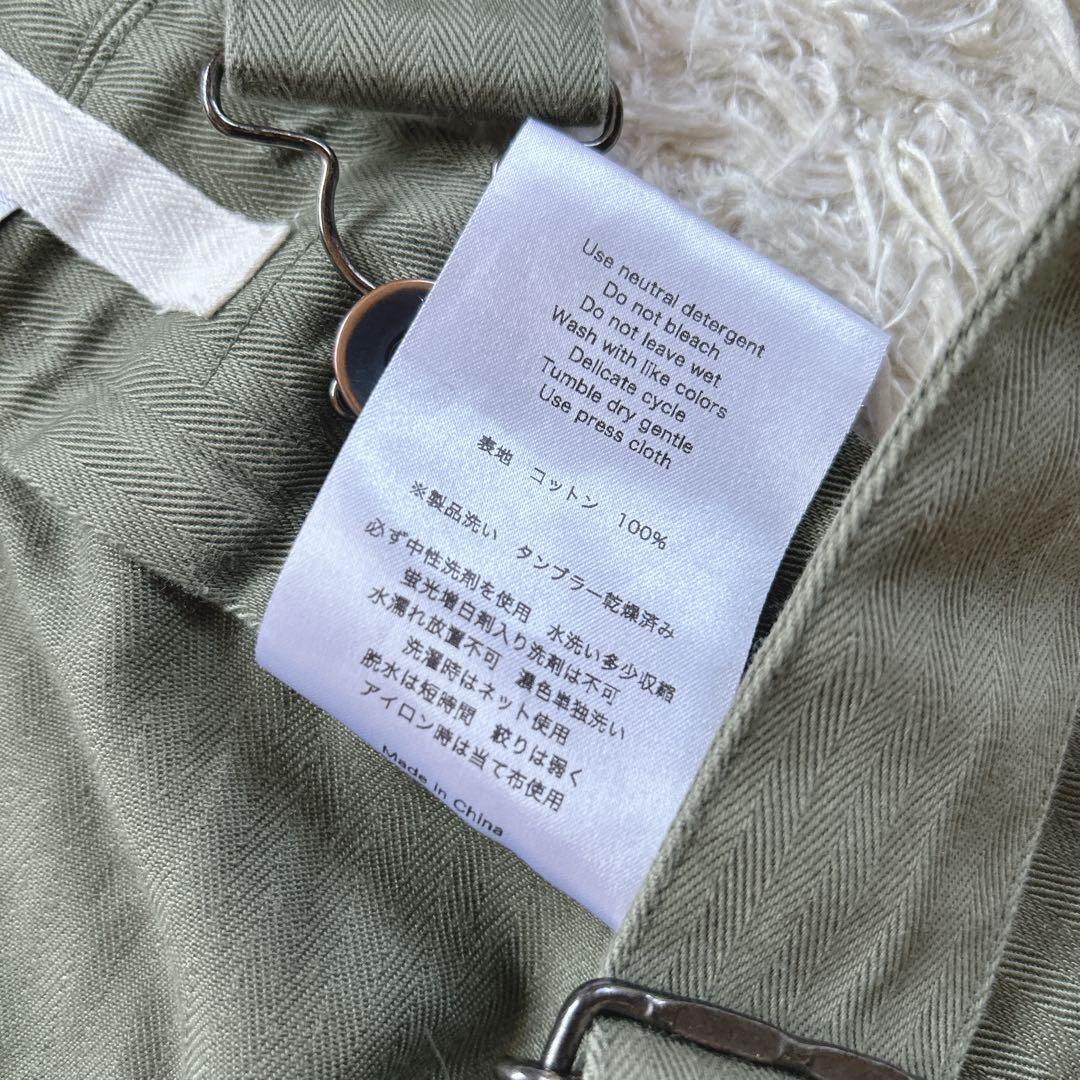 Use neutral detergent
Do not bleach
Do not leave wet
Wash with like colors
Delicate cycle
Tumble dry gentle
Use press cloth
表地 コットン 100%
※製品洗い タンブラー乾燥済み
必ず中性洗剤を使用 水洗い多少収縮
蛍光増白剤入り洗剤は不可
水濡れ放置不可 濃色単独洗い
洗濯時はネット使用
脱水は短時間 絞りは弱く
アイロン時は当て布使用
Made in China